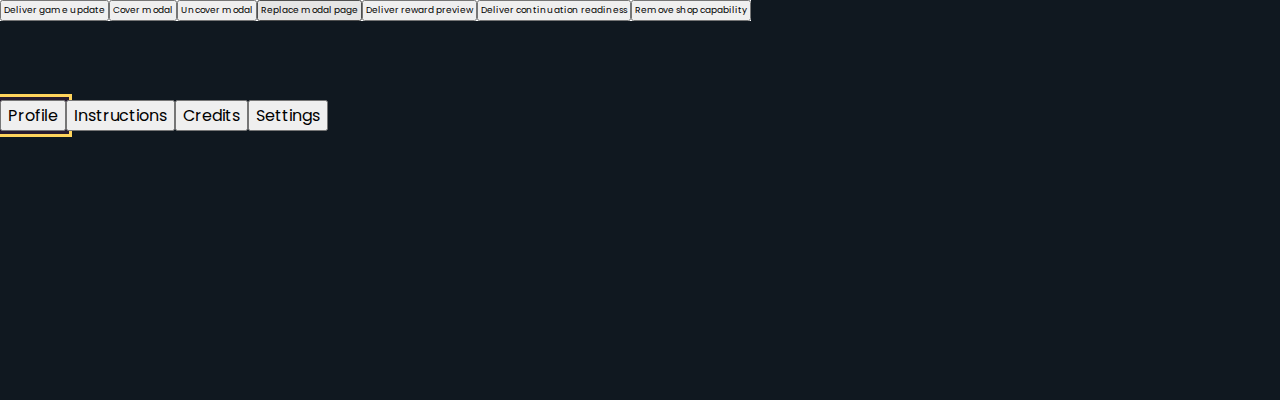 Deliver game update Cover modal Uncover modal Replace modal page Deliver reward preview Deliver continuation readiness Remove shop capability
Profile Instructions Credits Settings